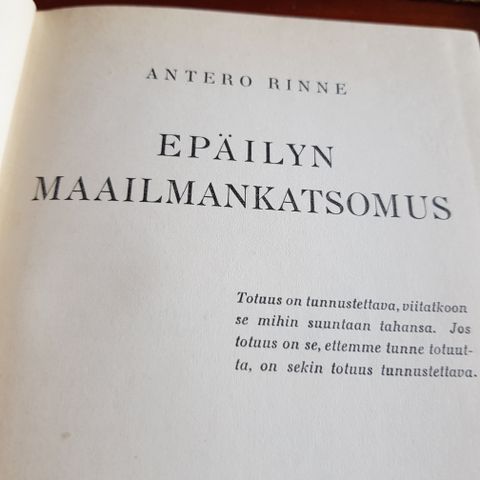 ANTERO RINNE
EPÄILYN
MAAILMANKATSOMUS
Totuus on tunnustettava, viitatkoon
se mihin suuntaan tahansa. Jos
totuus on se, ettemme tunne totuut-
ta, on sekin totuus tunnustettava.